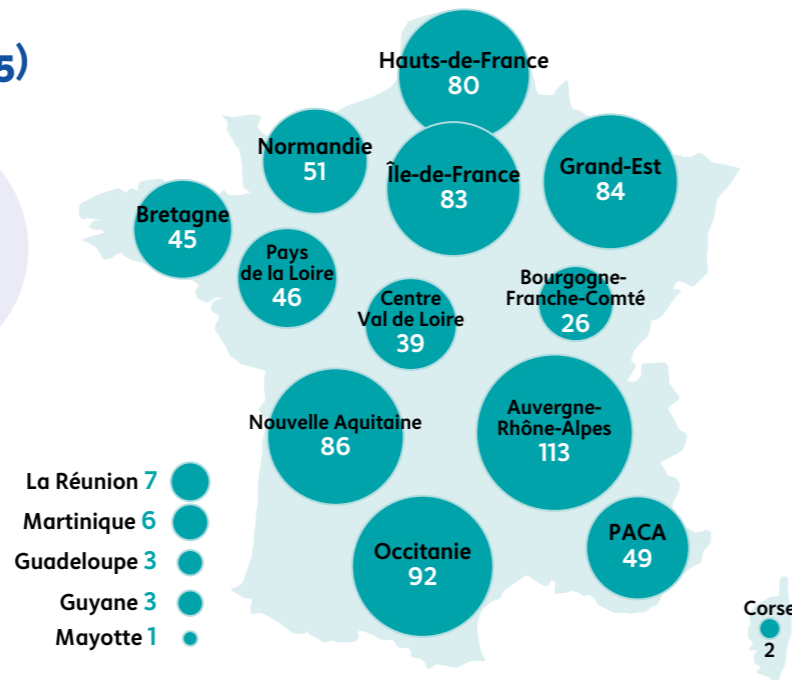 5)
Hauts-de-France
80
Normandie
51
Île-de-France
83
Grand-Est
84
Bretagne
45
Pays
de la Loire
46
Centre
Val de Loire
39
Bourgogne-
Franche-Comté
26
Nouvelle Aquitaine
86
Auvergne-
Rhône-Alpes
113
La Réunion 7
Martinique 6
Guadeloupe 3
Guyane 3
Mayotte 1
Occitanie
92
PACA
49
Corse
2